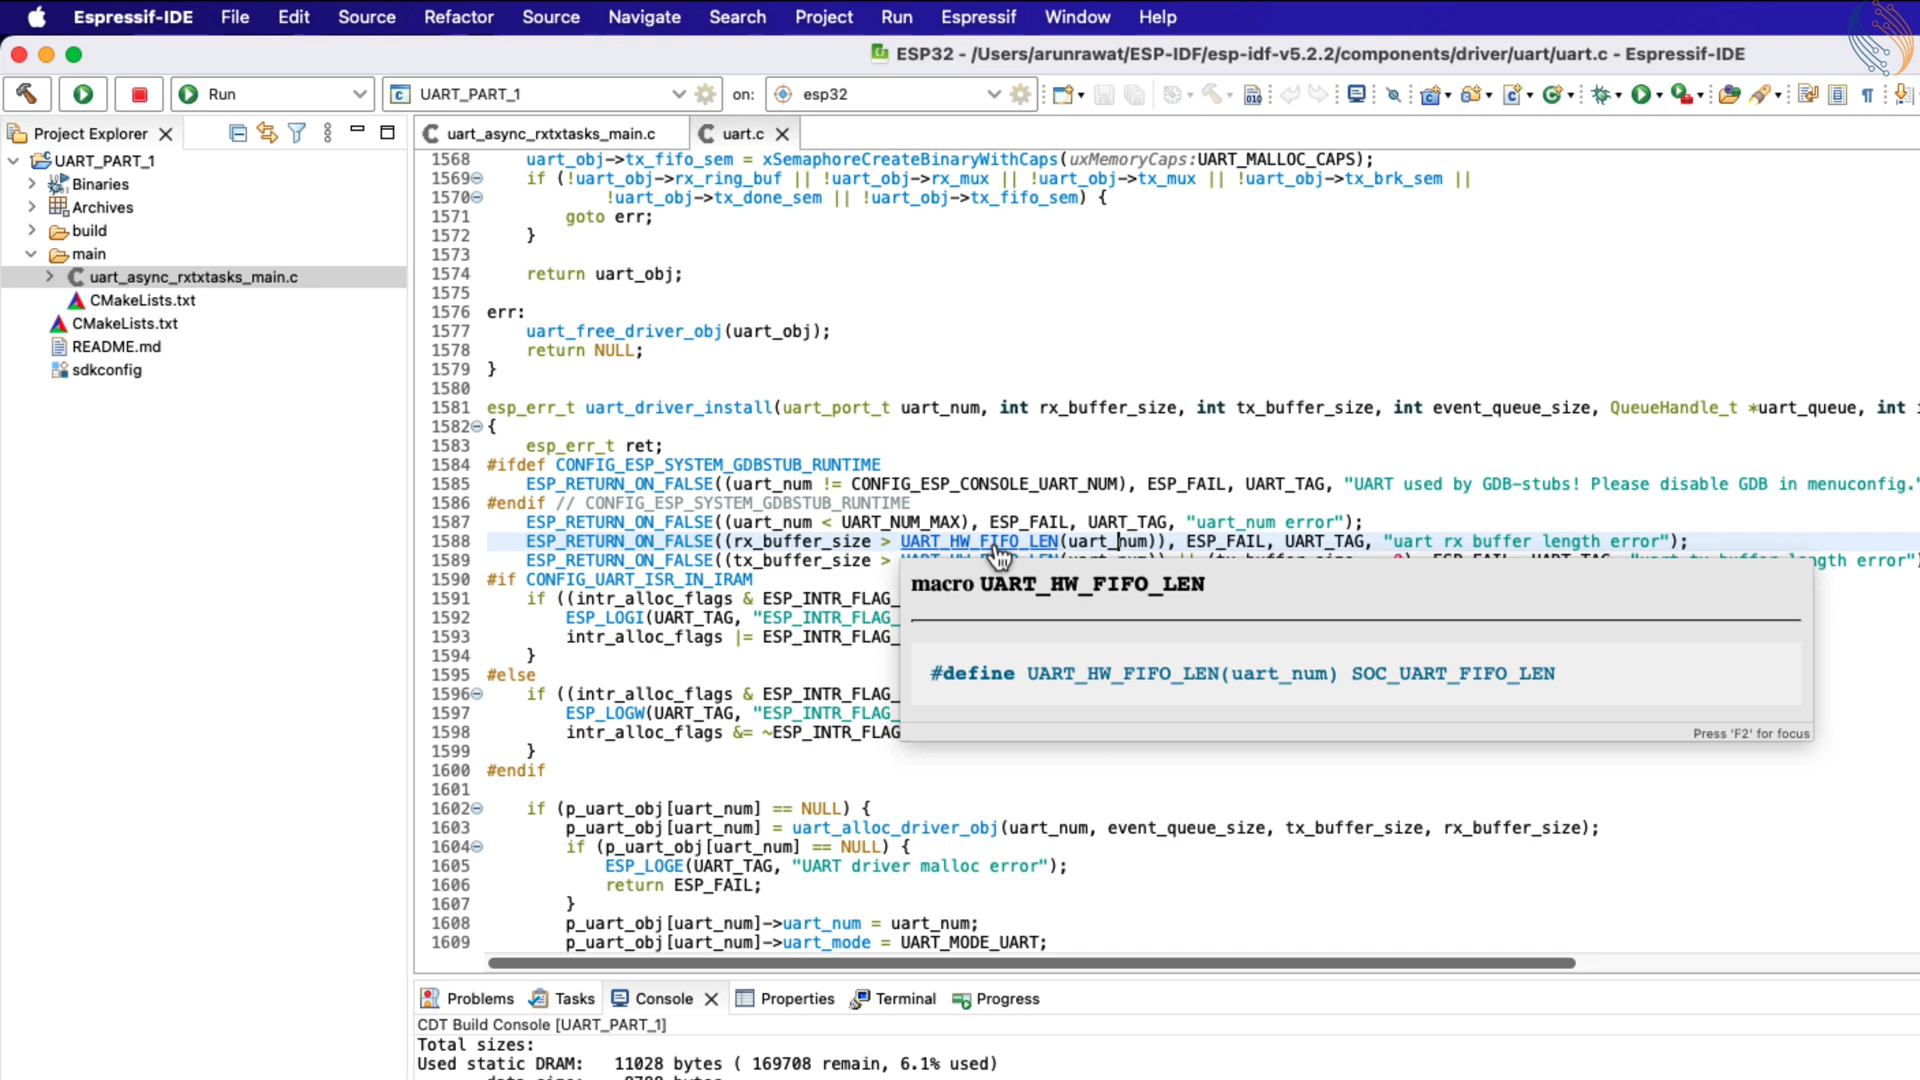 Espressif-IDE File Edit Source Refactor Source Navigate Search Project Run Espressif Window Help
ESP32 - /Users/arunrawat/ESP-IDF/esp-idf-v5.2.2/components/driver/uart/uart.c - Espressif-IDE
Run UART_PART_1 on: esp32
Project Explorer
UART_PART_1
Binaries
Archives
build
main
uart_async_rxtxtasks_main.c
CMakeLists.txt
CMakeLists.txt
README.md
sdkconfig
uart_async_rxtxtasks_main.c uart.c
1568 uart_obj->tx_fifo_sem = xSemaphoreCreateBinaryWithCaps(uxMemoryCaps:UART_MALLOC_CAPS);
1569 if (!uart_obj->rx_ring_buf || !uart_obj->rx_mux || !uart_obj->tx_mux || !uart_obj->tx_brk_sem ||
1570 !uart_obj->tx_done_sem || !uart_obj->tx_fifo_sem) {
1571 goto err;
1572 }
1573
1574 return uart_obj;
1575
1576 err:
1577 uart_free_driver_obj(uart_obj);
1578 return NULL;
1579 }
1580
1581 esp_err_t uart_driver_install(uart_port_t uart_num, int rx_buffer_size, int tx_buffer_size, int event_queue_size, QueueHandle_t *uart_queue, int i
1582 {
1583 esp_err_t ret;
1584 #ifdef CONFIG_ESP_SYSTEM_GDBSTUB_RUNTIME
1585 ESP_RETURN_ON_FALSE((uart_num != CONFIG_ESP_CONSOLE_UART_NUM), ESP_FAIL, UART_TAG, "UART used by GDB-stubs! Please disable GDB in menuconfig."
1586 #endif // CONFIG_ESP_SYSTEM_GDBSTUB_RUNTIME
1587 ESP_RETURN_ON_FALSE((uart_num < UART_NUM_MAX), ESP_FAIL, UART_TAG, "uart_num error");
1588 ESP_RETURN_ON_FALSE((rx_buffer_size > UART_HW_FIFO_LEN(uart_num)), ESP_FAIL, UART_TAG, "uart rx buffer length error");
1589 ESP_RETURN_ON_FALSE((tx_buffer_size >
1590 #if CONFIG_UART_ISR_IN_IRAM
1591 if ((intr_alloc_flags & ESP_INTR_FLAG_
1592 ESP_LOGI(UART_TAG, "ESP_INTR_FLAG_
1593 intr_alloc_flags |= ESP_INTR_FLAG_
1594 }
1595 #else
1596 if ((intr_alloc_flags & ESP_INTR_FLAG_
1597 ESP_LOGW(UART_TAG, "ESP_INTR_FLAG_
1598 intr_alloc_flags &= ~ESP_INTR_FLAG
1599 }
1600 #endif
1601
1602 if (p_uart_obj[uart_num] == NULL) {
1603 p_uart_obj[uart_num] = uart_alloc_driver_obj(uart_num, event_queue_size, tx_buffer_size, rx_buffer_size);
1604 if (p_uart_obj[uart_num] == NULL) {
1605 ESP_LOGE(UART_TAG, "UART driver malloc error");
1606 return ESP_FAIL;
1607 }
1608 p_uart_obj[uart_num]->uart_num = uart_num;
1609 p_uart_obj[uart_num]->uart_mode = UART_MODE_UART;
macro UART_HW_FIFO_LEN
#define UART_HW_FIFO_LEN(uart_num) SOC_UART_FIFO_LEN
Press 'F2' for focus
Problems Tasks Console Properties Terminal Progress
CDT Build Console [UART_PART_1]
Total sizes:
Used static DRAM: 11028 bytes ( 169708 remain, 6.1% used)